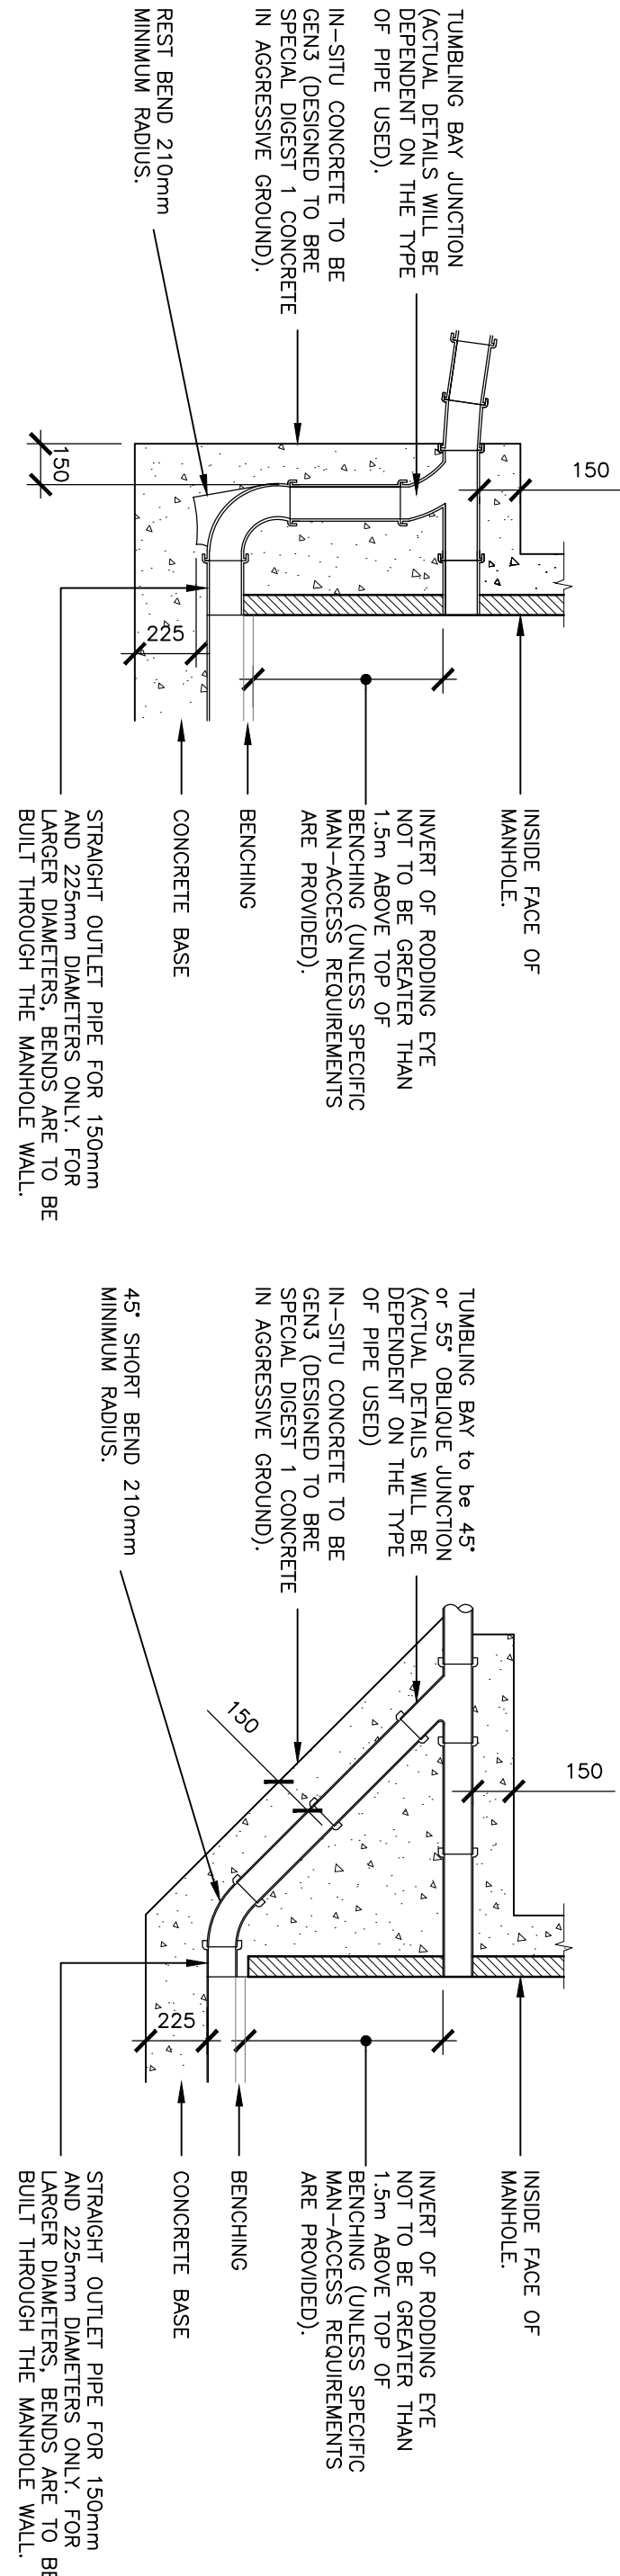 TUMBLING BAY JUNCTION
(ACTUAL DETAILS WILL BE
DEPENDENT ON THE TYPE
OF PIPE USED).
IN-SITU CONCRETE TO BE
GEN3 (DESIGNED TO BRE
SPECIAL DIGEST 1 CONCRETE
IN AGGRESSIVE GROUND).
REST BEND 210mm
MINIMUM RADIUS.
150
150
225
INSIDE FACE OF
MANHOLE.
INVERT OF RODDING EYE
NOT TO BE GREATER THAN
1.5m ABOVE TOP OF
BENCHING (UNLESS SPECIFIC
MAN-ACCESS REQUIREMENTS
ARE PROVIDED).
BENCHING
CONCRETE BASE
STRAIGHT OUTLET PIPE FOR 150mm
AND 225mm DIAMETERS ONLY. FOR
LARGER DIAMETERS, BENDS ARE TO BE
BUILT THROUGH THE MANHOLE WALL.
TUMBLING BAY to be 45°
or 55° OBLIQUE JUNCTION
(ACTUAL DETAILS WILL BE
DEPENDENT ON THE TYPE
OF PIPE USED)
IN-SITU CONCRETE TO BE
GEN3 (DESIGNED TO BRE
SPECIAL DIGEST 1 CONCRETE
IN AGGRESSIVE GROUND).
45° SHORT BEND 210mm
MINIMUM RADIUS.
150
150
225
INSIDE FACE OF
MANHOLE.
INVERT OF RODDING EYE
NOT TO BE GREATER THAN
1.5m ABOVE TOP OF
BENCHING (UNLESS SPECIFIC
MAN-ACCESS REQUIREMENTS
ARE PROVIDED).
BENCHING
CONCRETE BASE
STRAIGHT OUTLET PIPE FOR 150mm
AND 225mm DIAMETERS ONLY. FOR
LARGER DIAMETERS, BENDS ARE TO BE
BUILT THROUGH THE MANHOLE WALL.